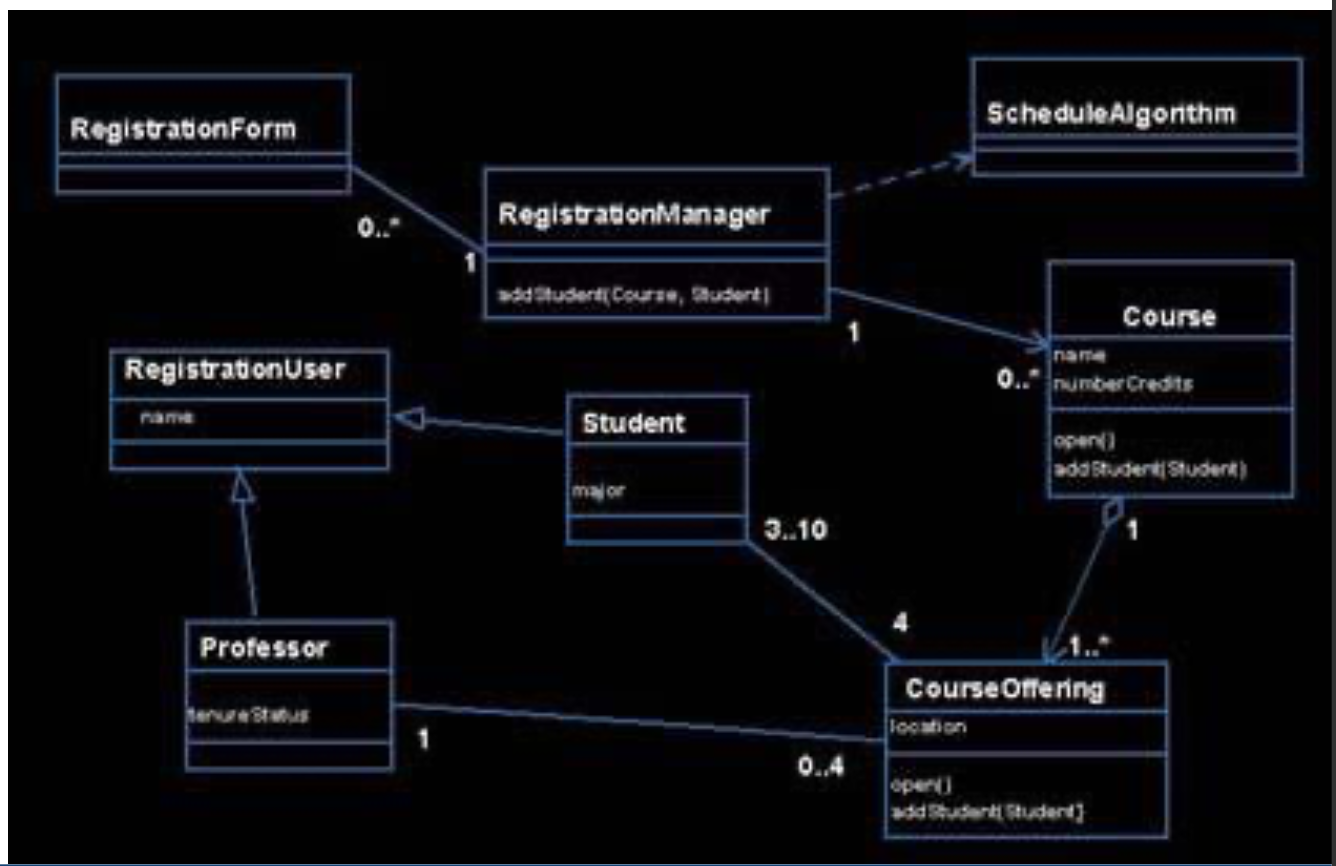 RegistrationForm
ScheduleAlgorithm
RegistrationManager
addStudent(Course, Student)
0..*
1
1
0..*
Course
name
numberCredits
open()
addStudent(Student)
1
RegistrationUser
name
Student
major
3..10
4
1..*
Professor
tenureStatus
1
0..4
CourseOffering
location
open()
addStudent(Student]